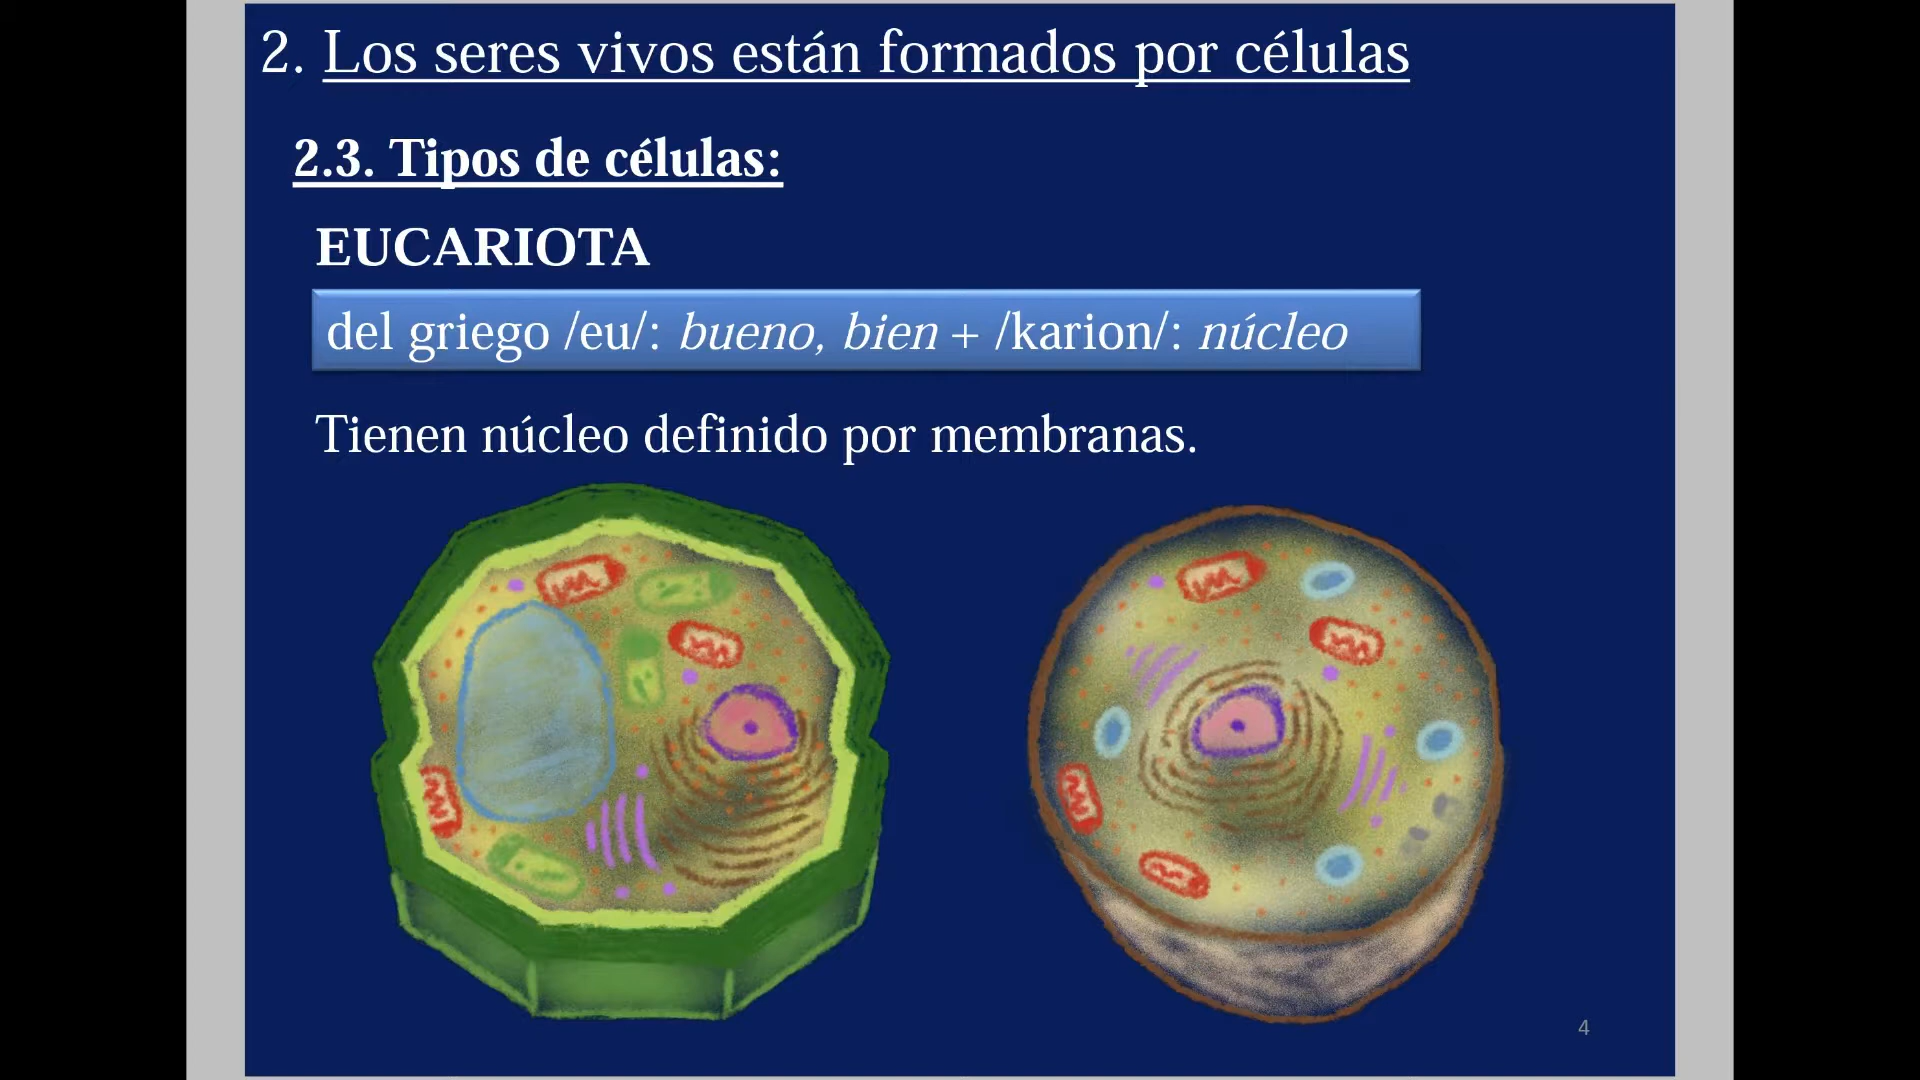 2. Los seres vivos están formados por células
2.3. Tipos de células:
EUCARIOTA
del griego /eu/: bueno, bien + /karion/: núcleo
Tienen núcleo definido por membranas.
4